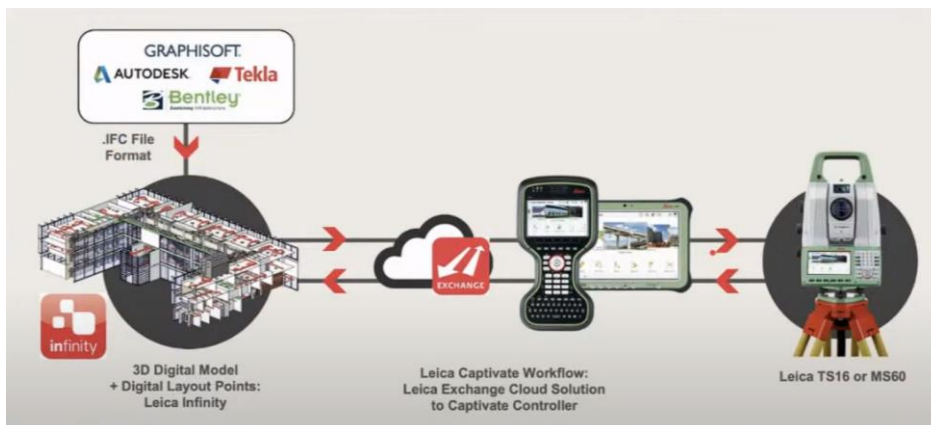 GRAPHISOFT.
AUTODESK Tekla
Bentley
.IFC File
Format
EXCHANGE
infinity
3D Digital Model
+ Digital Layout Points:
Leica Infinity
Leica Captivate Workflow:
Leica Exchange Cloud Solution
to Captivate Controller
Leica TS16 or MS60